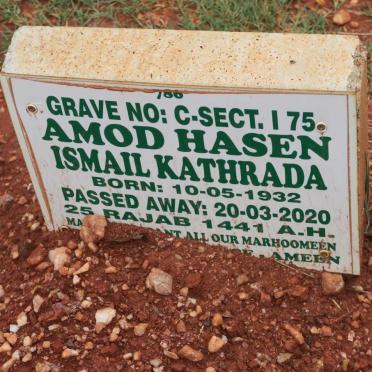 786
GRAVE NO: C-SECT. I 75
AMOD HASEN
ISMAIL KATHRADA
BORN: 10-05-1932
PASSED AWAY: 20-03-2020
25 RAJAB 1441 A.H.
ALL OUR MARHOOMEEN
AMEEN